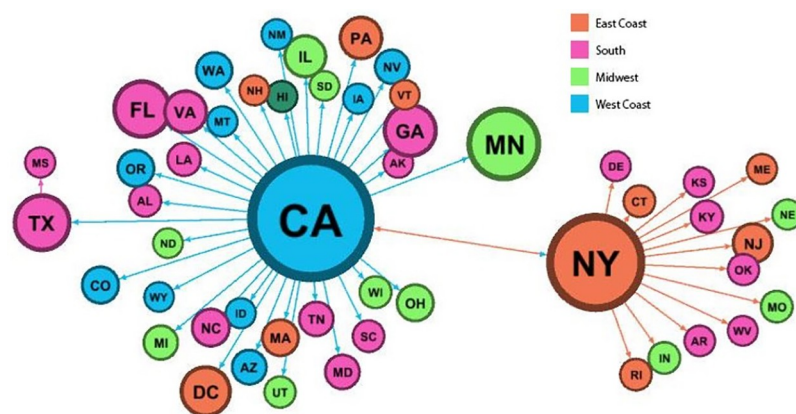 East Coast
South
Midwest
West Coast
NM
IL
PA
WA
NH
HI
SD
IA
NV
VT
FL
VA
MT
GA
AK
MN
MS
OR
LA
AL
TX
CA
ND
CO
WY
MI
NC
ID
DC
AZ
MA
UT
TN
MD
SC
WI
OH
DE
CT
KS
ME
KY
NE
NY
NJ
OK
MO
WV
AR
IN
RI